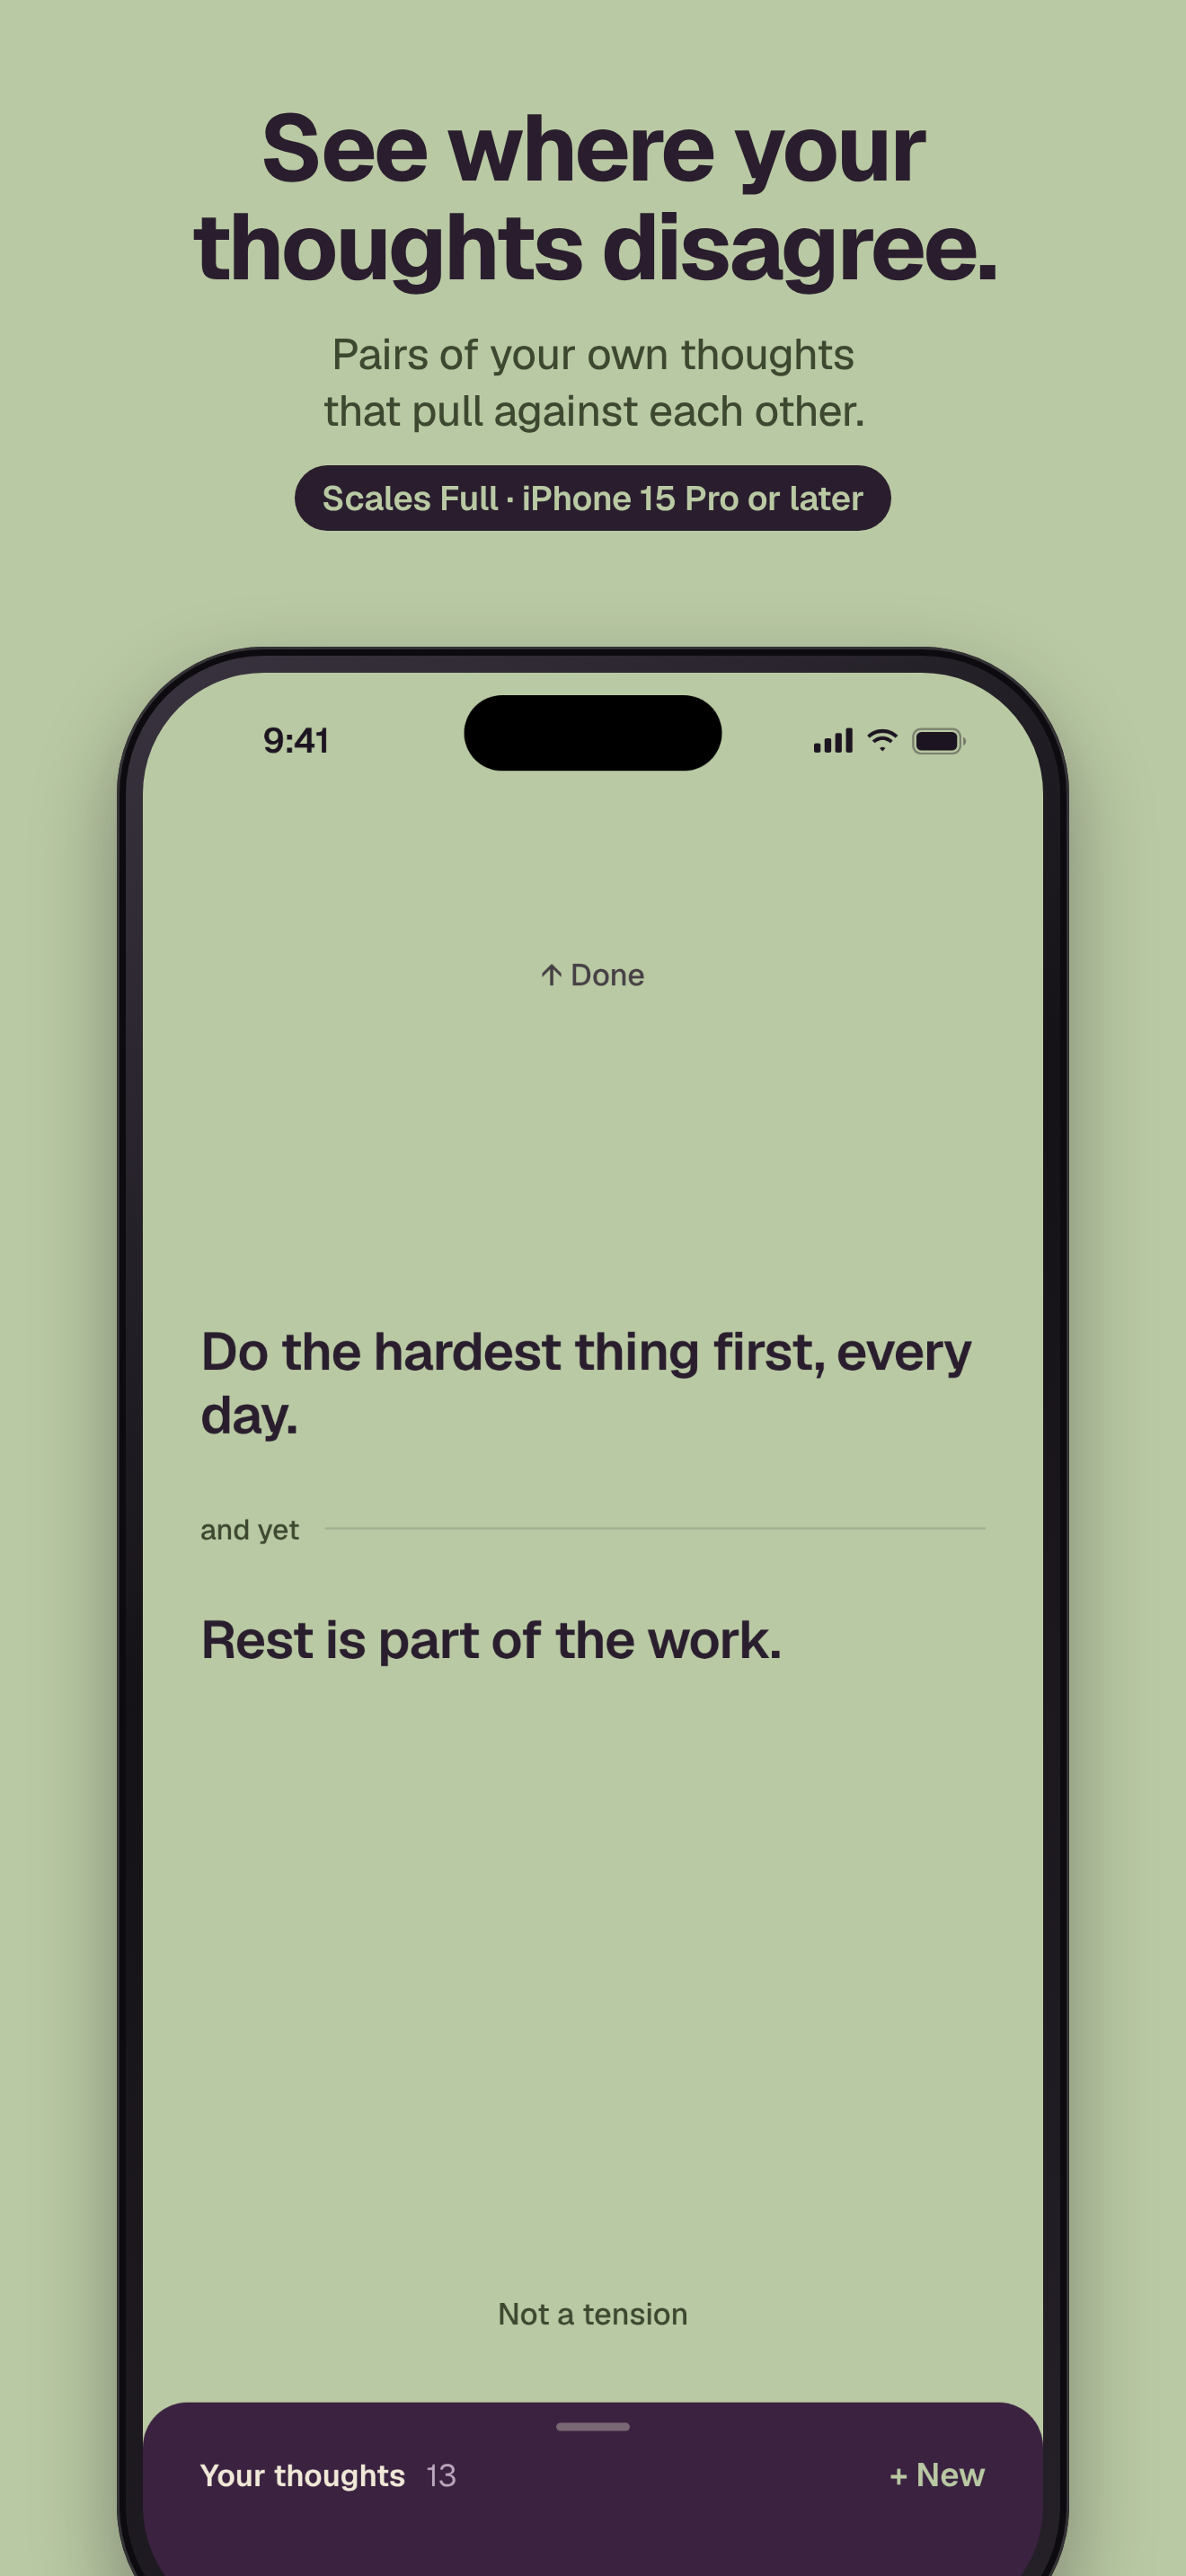 See where your
thoughts disagree.
Pairs of your own thoughts
that pull against each other.
Scales Full · iPhone 15 Pro or later
9:41
↑ Done
Do the hardest thing first, every
day.
and yet
Rest is part of the work.
Not a tension
Your thoughts 13
+ New